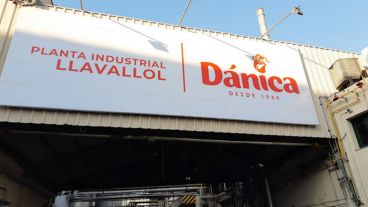 PLANTA INDUSTRIAL
LLAVALLOL
Dánica
DESDE 1940